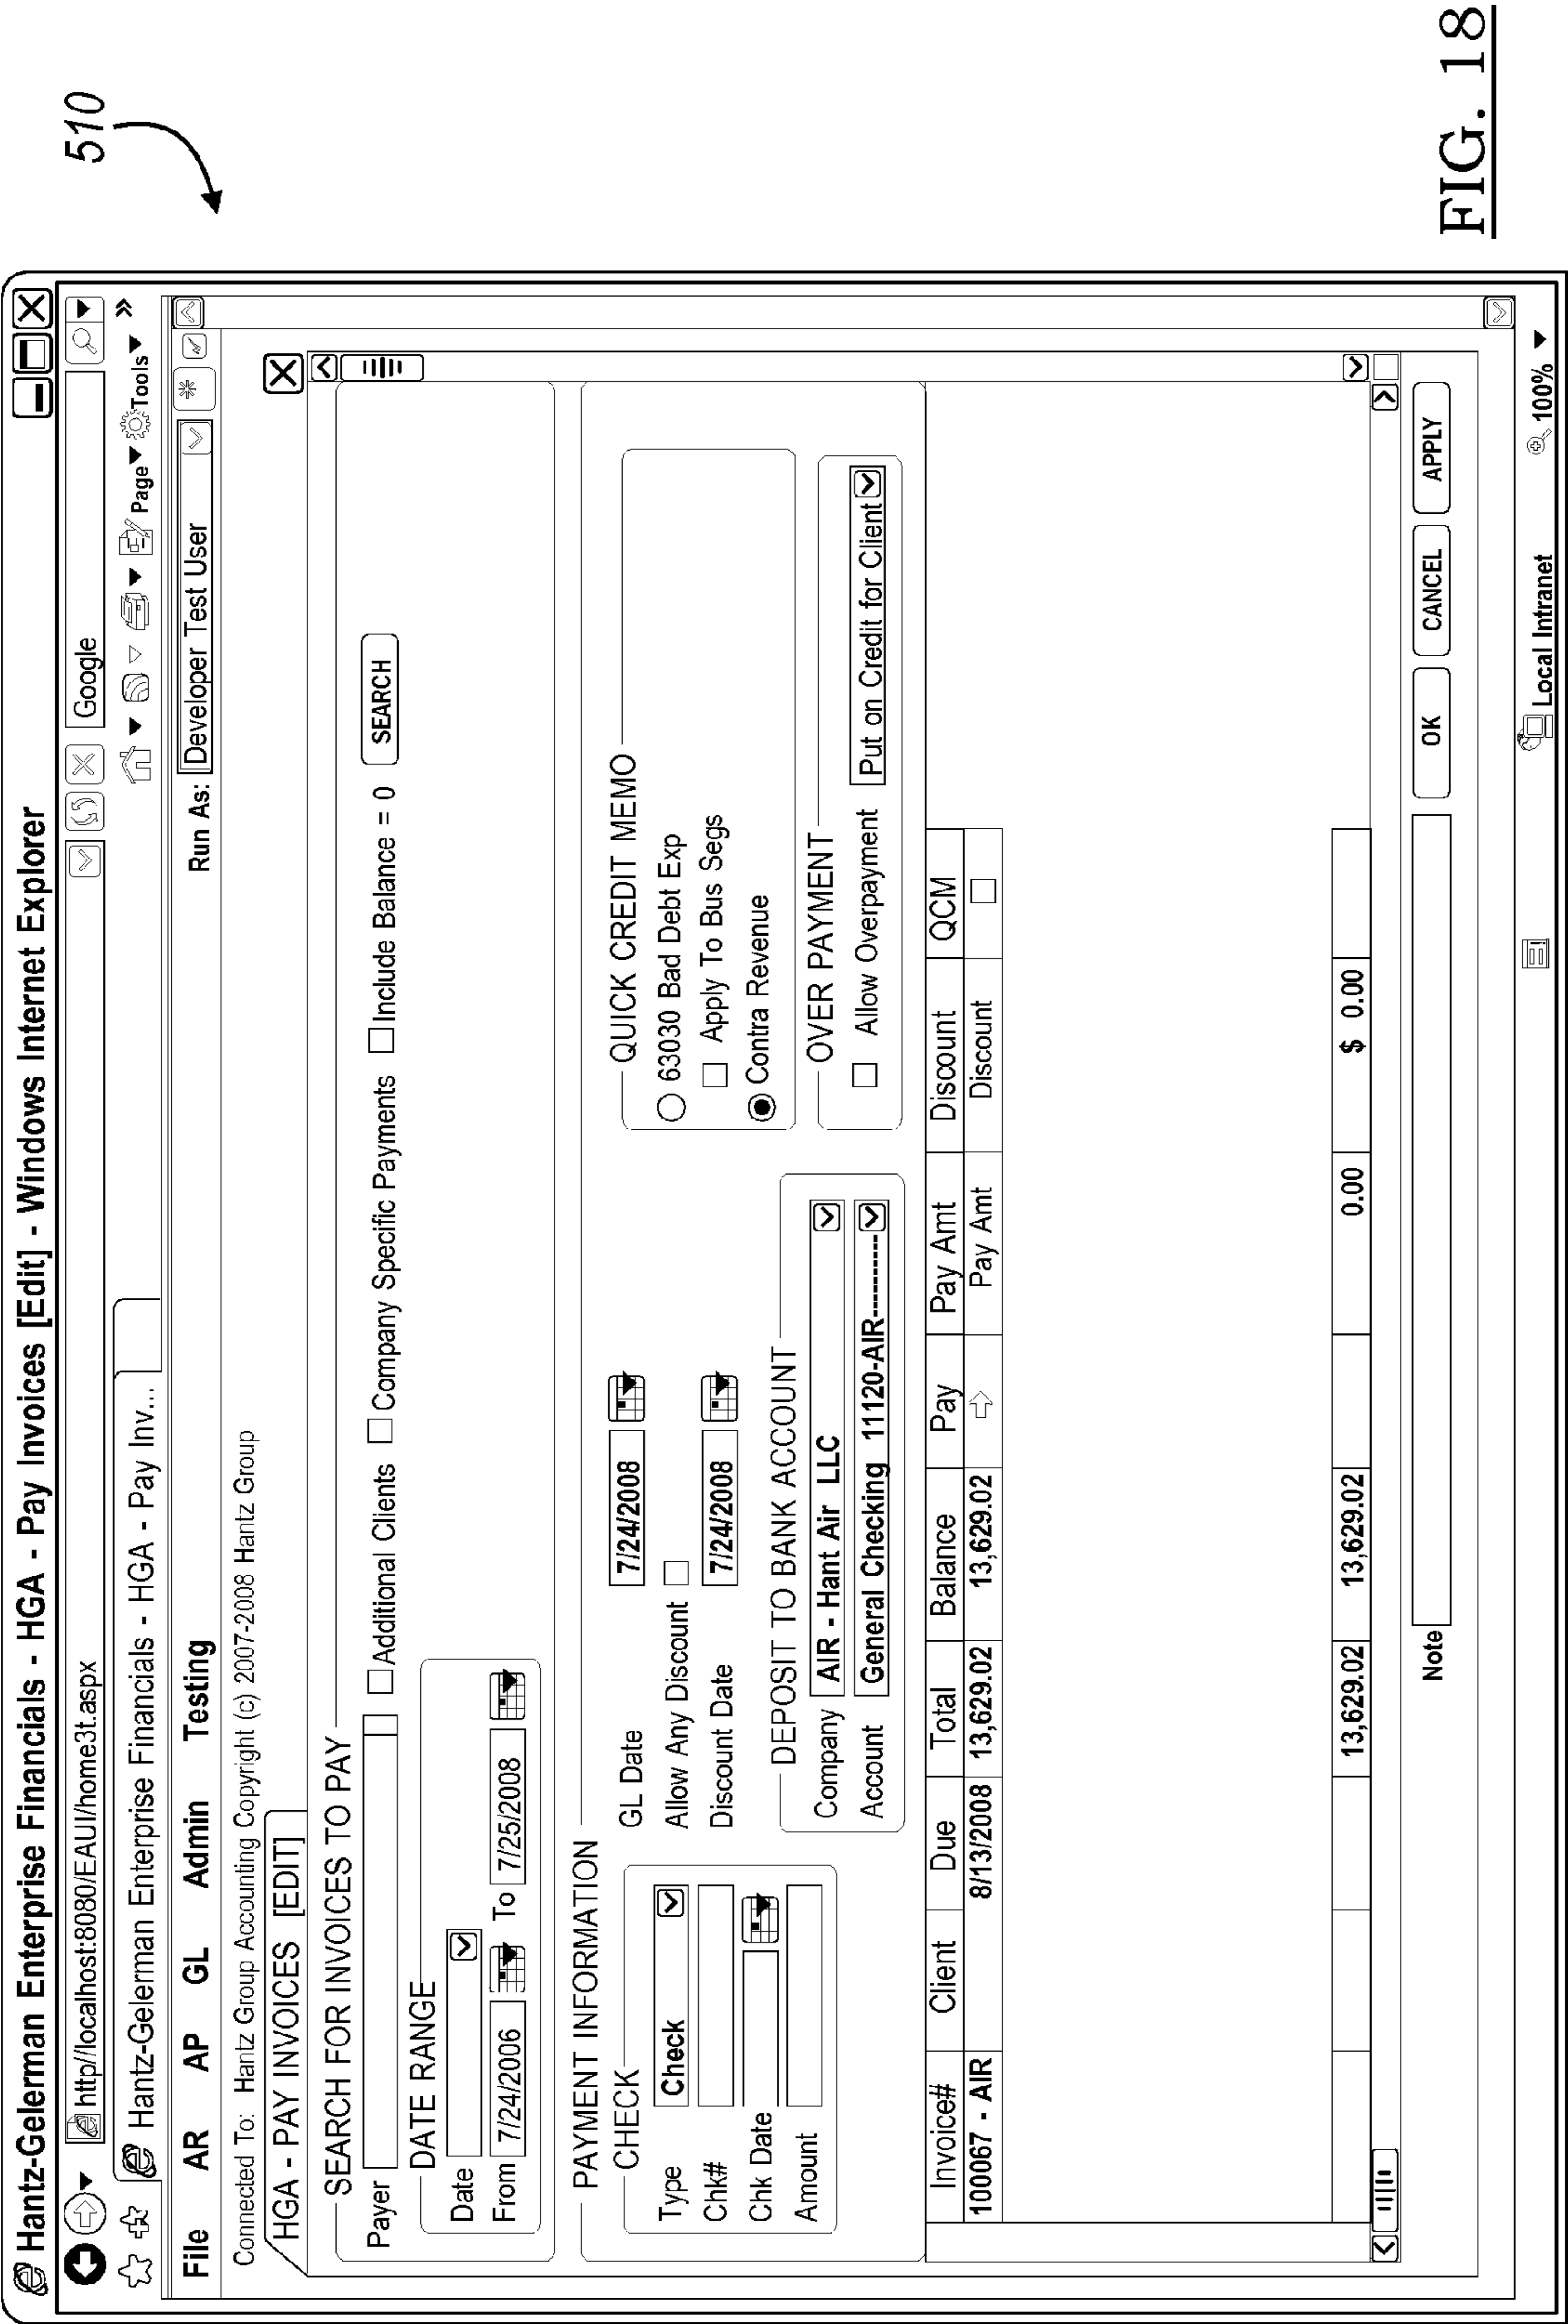 510
Hantz-Gelerman Enterprise Financials - HGA - Pay Invoices [Edit] - Windows Internet Explorer
http//localhost:8080/EAUI/home3t.aspx
Google
Hantz-Gelerman Enterprise Financials - HGA - Pay Inv...
Page Tools
File AR AP GL Admin Testing Run As: Developer Test User
Connected To: Hantz Group Accounting Copyright (c) 2007-2008 Hantz Group
HGA - PAY INVOICES [EDIT]
SEARCH FOR INVOICES TO PAY
Payer Additional Clients Company Specific Payments Include Balance = 0 SEARCH
DATE RANGE
Date
From 7/24/2006 To 7/25/2008
PAYMENT INFORMATION
CHECK
Type Check
Chk#
Chk Date
Amount
GL Date 7/24/2008
Allow Any Discount
Discount Date 7/24/2008
DEPOSIT TO BANK ACCOUNT
Company AIR - Hant Air LLC
Account General Checking 11120-AIR-----------
QUICK CREDIT MEMO
63030 Bad Debt Exp
Apply To Bus Segs
Contra Revenue
OVER PAYMENT
Allow Overpayment Put on Credit for Client
Invoice# Client Due Total Balance Pay Pay Amt Discount QCM
100067 - AIR 8/13/2008 13,629.02 13,629.02 Pay Amt Discount
13,629.02 13,629.02 0.00 $ 0.00
Note OK CANCEL APPLY
Local Intranet 100%
FIG. 18